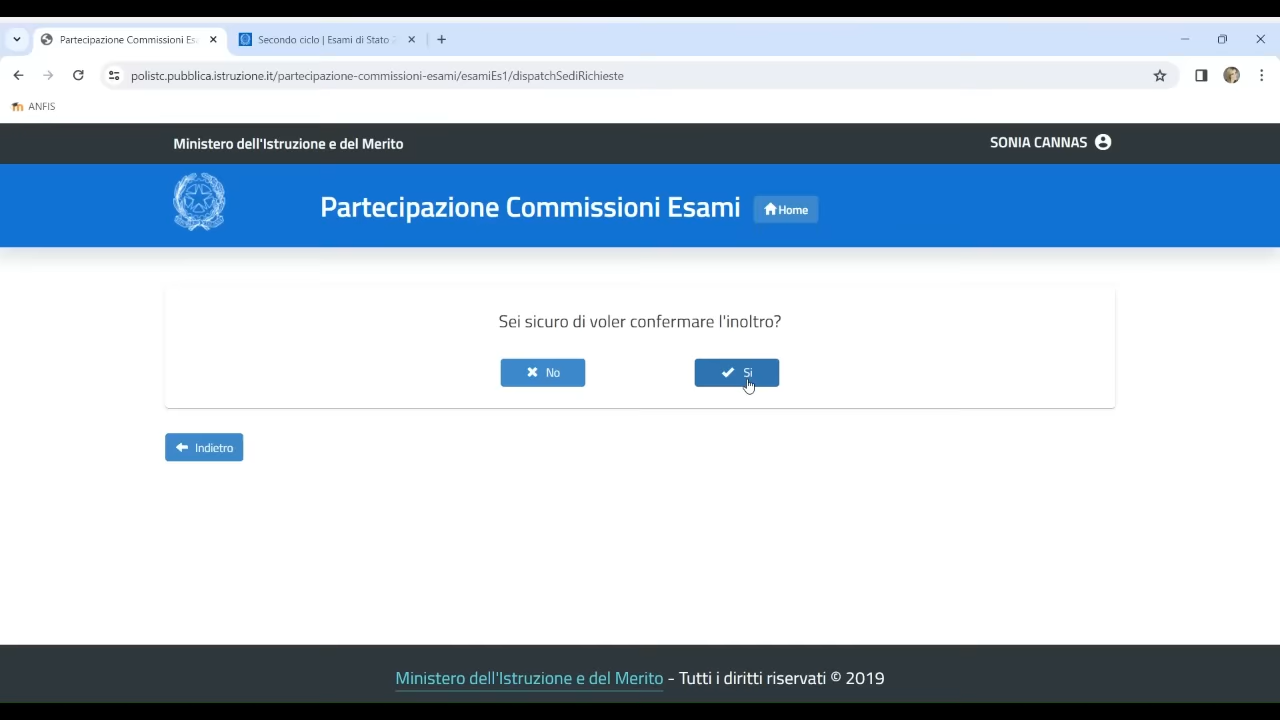 Partecipazione Commissioni Es
Secondo ciclo | Esami di Stato
polistc.pubblica.istruzione.it/partecipazione-commissioni-esami/esamiEs1/dispatchSediRichieste
ANFIS
Ministero dell'Istruzione e del Merito
SONIA CANNAS
Partecipazione Commissioni Esami
Home
Sei sicuro di voler confermare l'inoltro?
No
Si
Indietro
Ministero dell'Istruzione e del Merito - Tutti i diritti riservati © 2019